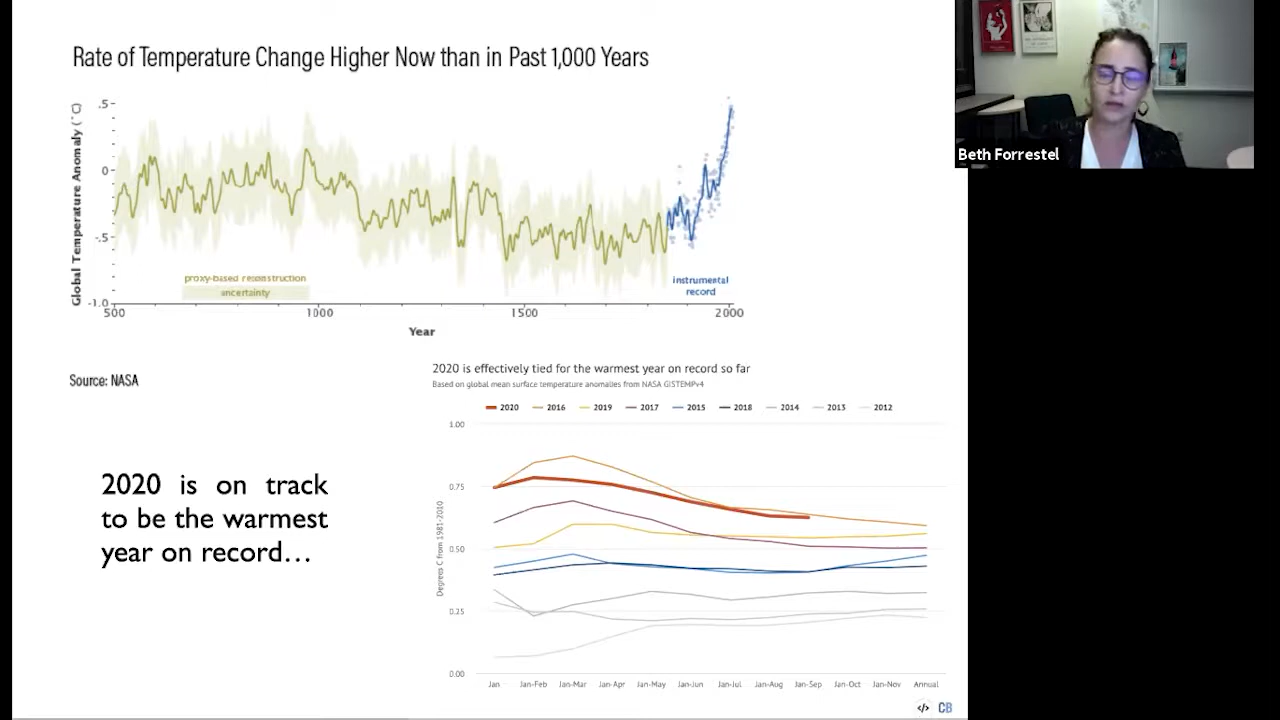 Rate of Temperature Change Higher Now than in Past 1,000 Years
Beth Forrestel
Global Temperature Anomaly (°C)
.5
0
-.5
-1.0
proxy-based reconstruction
uncertainty
instrumental
record
500
1000
1500
2000
Year
Source: NASA
2020 is on track
to be the warmest
year on record...
2020 is effectively tied for the warmest year on record so far
Based on global mean surface temperature anomalies from NASA GISTEMPv4
2020 2016 2019 2017 2015 2018 2014 2013 2012
Degrees C from 1981-2010
1.00
0.75
0.50
0.25
0.00
Jan Jan-Feb Jan-Mar Jan-Apr Jan-May Jan-Jun Jan-Jul Jan-Aug Jan-Sep Jan-Oct Jan-Nov Annual
</> CB